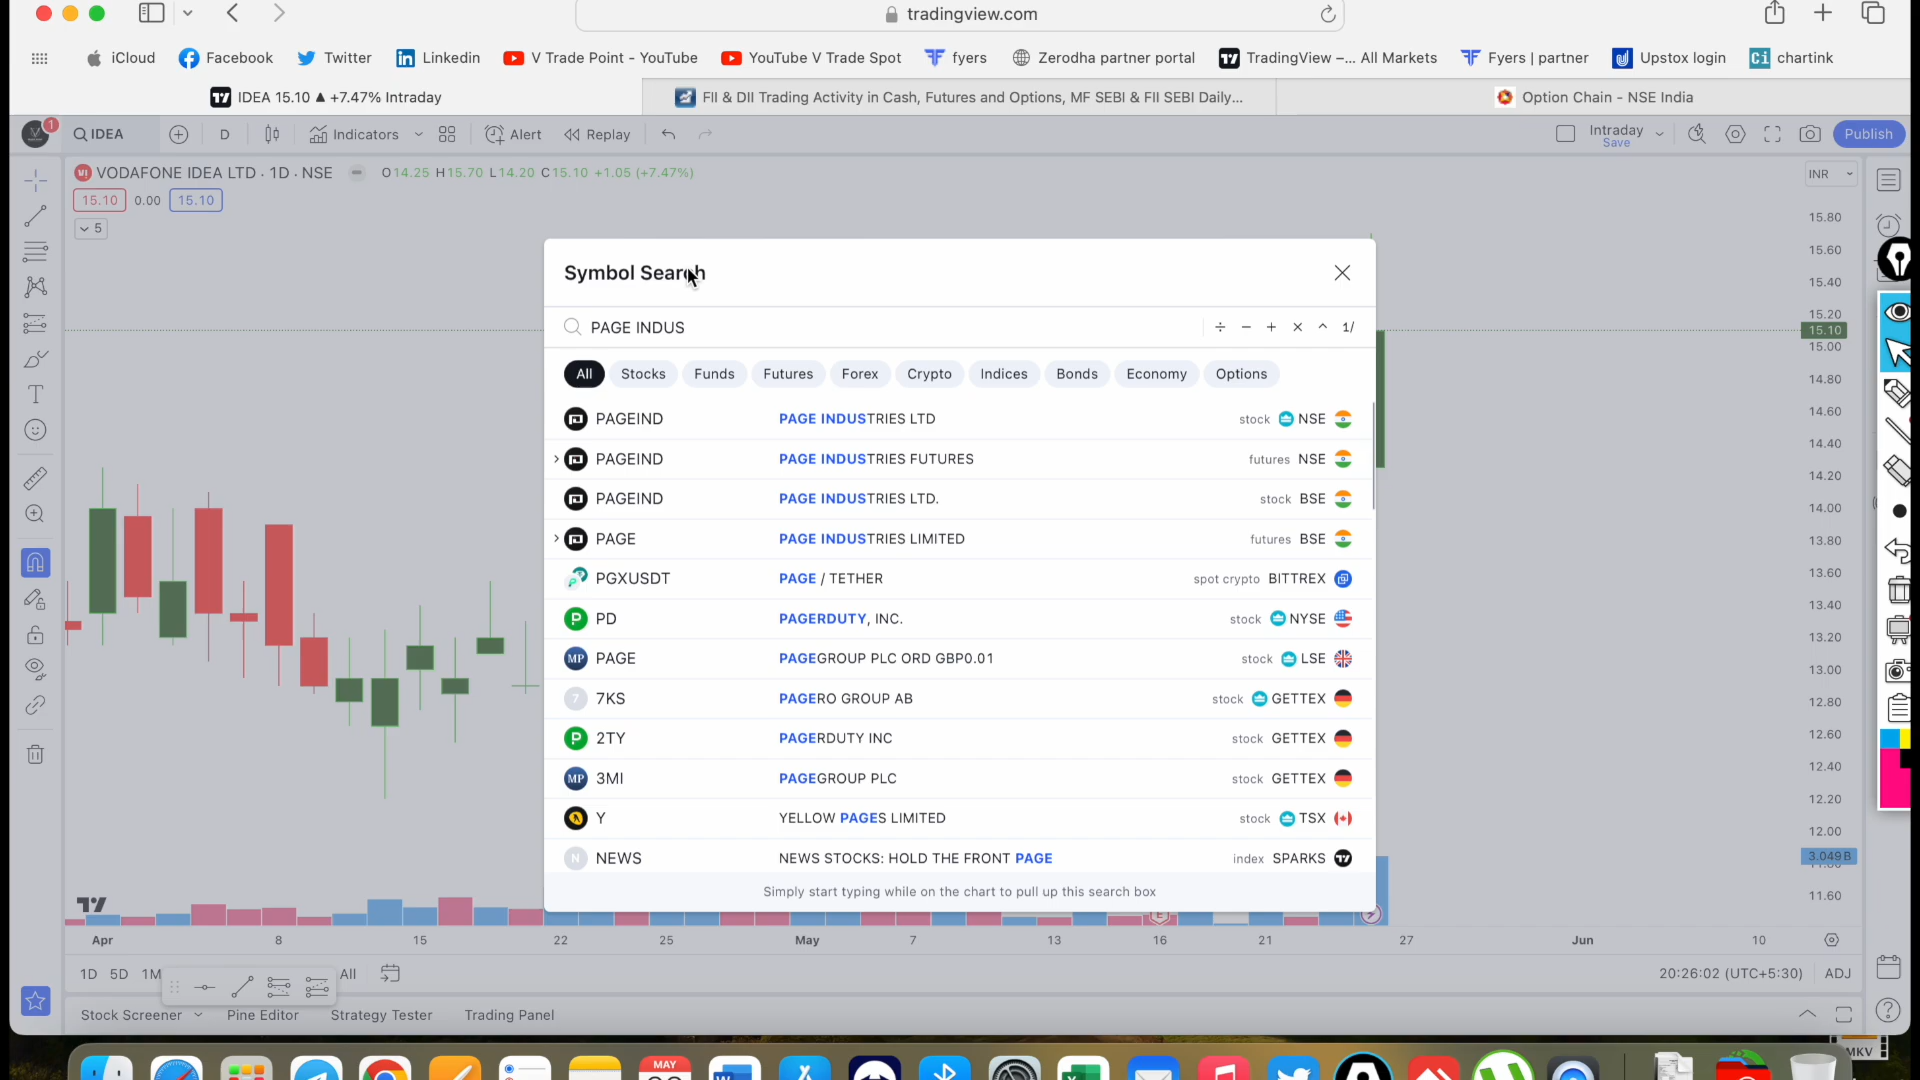 tradingview.com
iCloud Facebook Twitter Linkedin V Trade Point - YouTube YouTube V Trade Spot fyers Zerodha partner portal TradingView –... All Markets Fyers | partner Upstox login chartink
IDEA 15.10 ▲ +7.47% Intraday FII & DII Trading Activity in Cash, Futures and Options, MF SEBI & FII SEBI Daily... Option Chain - NSE India
1 IDEA D Indicators Alert Replay Intraday Save Publish
VODAFONE IDEA LTD · 1D · NSE O14.25 H15.70 L14.20 C15.10 +1.05 (+7.47%) INR
15.10 0.00 15.10
5
15.80
15.60
15.40
15.20
15.10
15.00
14.80
14.60
14.40
14.20
14.00
13.80
13.60
13.40
13.20
13.00
12.80
12.60
12.40
12.20
12.00
3.049B
11.60
Symbol Search
PAGE INDUS ÷ − + × ^ 1/
All Stocks Funds Futures Forex Crypto Indices Bonds Economy Options
PAGEIND PAGE INDUSTRIES LTD stock NSE
PAGEIND PAGE INDUSTRIES FUTURES futures NSE
PAGEIND PAGE INDUSTRIES LTD. stock BSE
PAGE PAGE INDUSTRIES LIMITED futures BSE
PGXUSDT PAGE / TETHER spot crypto BITTREX
P PD PAGERDUTY, INC. stock NYSE
MP PAGE PAGEGROUP PLC ORD GBP0.01 stock LSE
7 7KS PAGERO GROUP AB stock GETTEX
P 2TY PAGERDUTY INC stock GETTEX
MP 3MI PAGEGROUP PLC stock GETTEX
Y YELLOW PAGES LIMITED stock TSX
N NEWS NEWS STOCKS: HOLD THE FRONT PAGE index SPARKS
Simply start typing while on the chart to pull up this search box
E
Apr 8 15 22 25 May 7 13 16 21 27 Jun 10
1D 5D 1M All 20:26:02 (UTC+5:30) ADJ
Stock Screener Pine Editor Strategy Tester Trading Panel
MAY
MKV